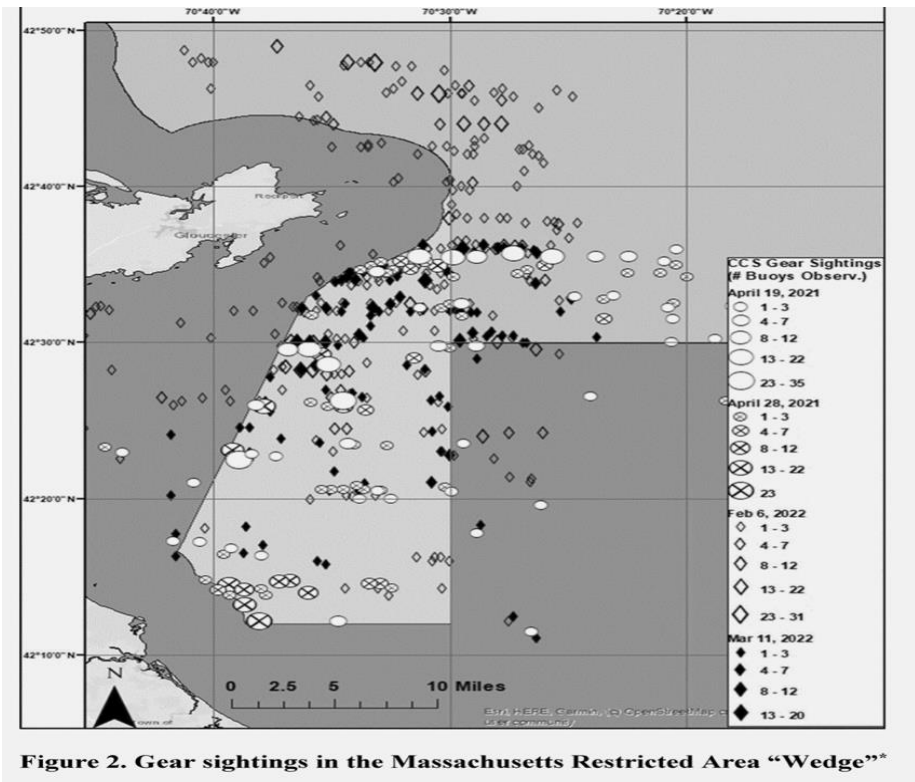 70°40'0"W 70°30'0"W 70°20'0"W
42°50'0"N
42°40'0"N
Rockport
Gloucester
CCS Gear Sightings
(# Buoys Observ.)
April 19, 2021
1 - 3
4 - 7
8 - 12
13 - 22
23 - 35
April 28, 2021
1 - 3
4 - 7
8 - 12
13 - 22
23
Feb 6, 2022
1 - 3
4 - 7
8 - 12
13 - 22
23 - 31
Mar 11, 2022
1 - 3
4 - 7
8 - 12
13 - 20
42°30'0"N
42°20'0"N
42°10'0"N
N
0 2.5 5 10 Miles
own of
Esri, HERE, Garmin, (c) OpenStreetMap
user community
Figure 2. Gear sightings in the Massachusetts Restricted Area “Wedge”*